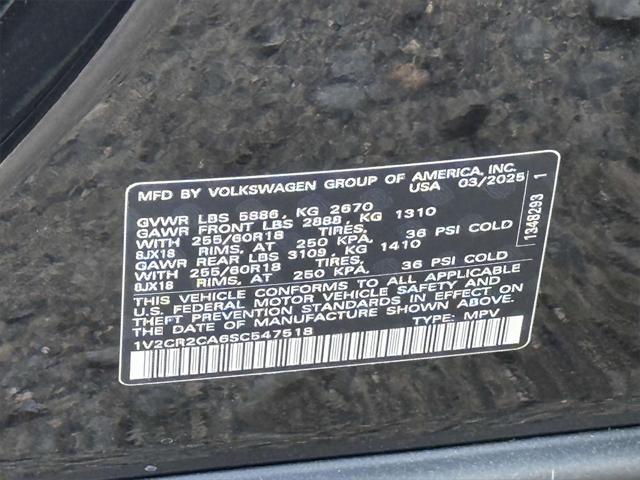 MFD BY VOLKSWAGEN GROUP OF AMERICA, INC.
USA 03/2025
GVWR LBS 5886, KG 2670
GAWR FRONT LBS 2888, KG 1310
WITH 255/60R18 TIRES,
8JX18 RIMS, AT 250 KPA, 36 PSI COLD
GAWR REAR LBS 3109, KG 1410
WITH 255/60R18 TIRES,
8JX18 RIMS, AT 250 KPA, 36 PSI COLD
THIS VEHICLE CONFORMS TO ALL APPLICABLE
U.S. FEDERAL MOTOR VEHICLE SAFETY AND
THEFT PREVENTION STANDARDS IN EFFECT ON
THE DATE OF MANUFACTURE SHOWN ABOVE.
1V2CR2CA6SC547518 TYPE: MPV
1348293 1